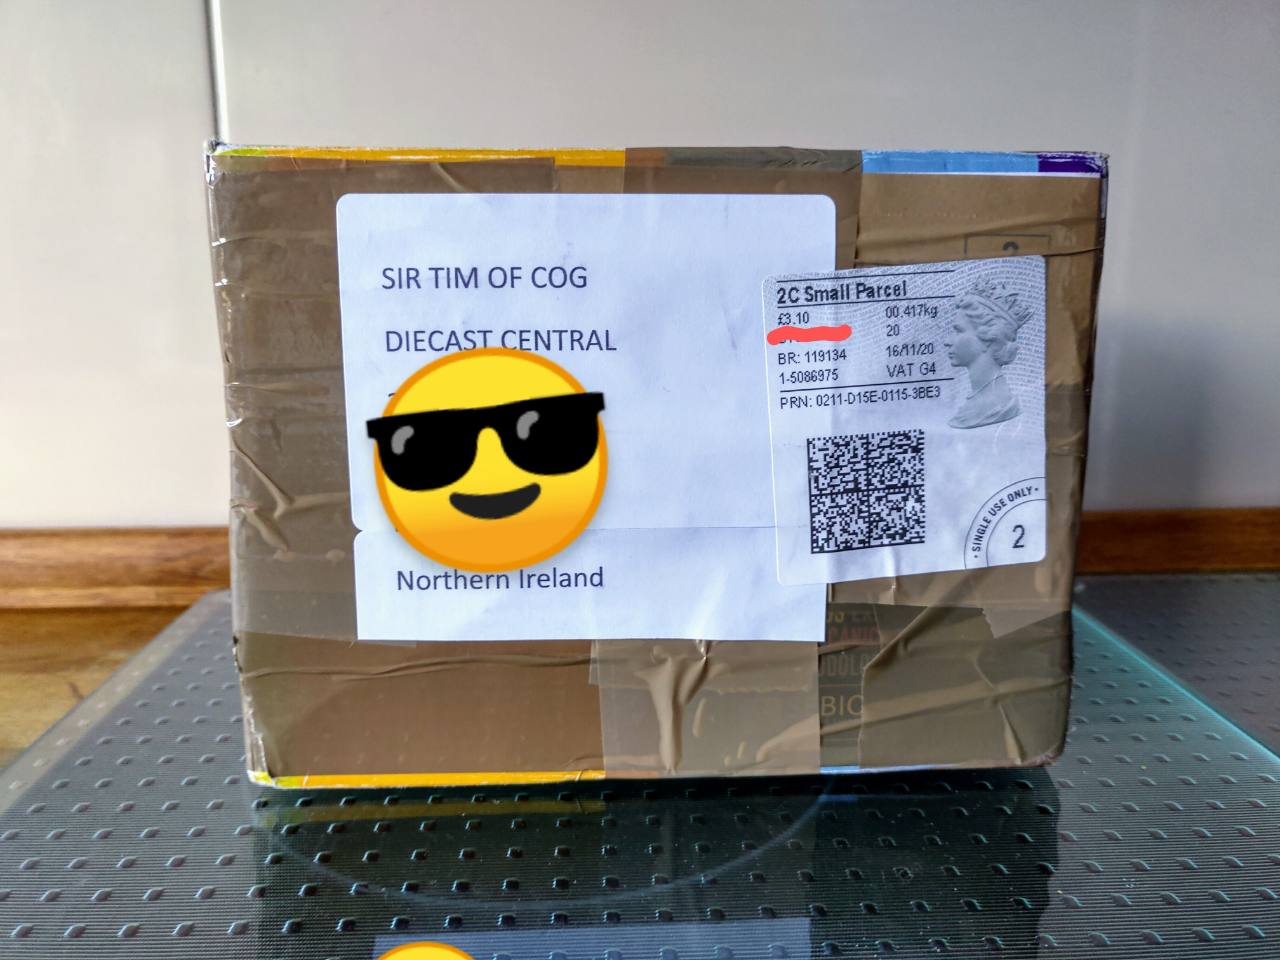 SIR TIM OF COG
DIECAST CENTRAL
Northern Ireland
2C Small Parcel
£3.10 00.417kg
20
BR: 119134 16/11/20
1-5086975 VAT G4
PRN: 0211-D15E-0115-3BE3
• SINGLE USE ONLY •
2
BIO